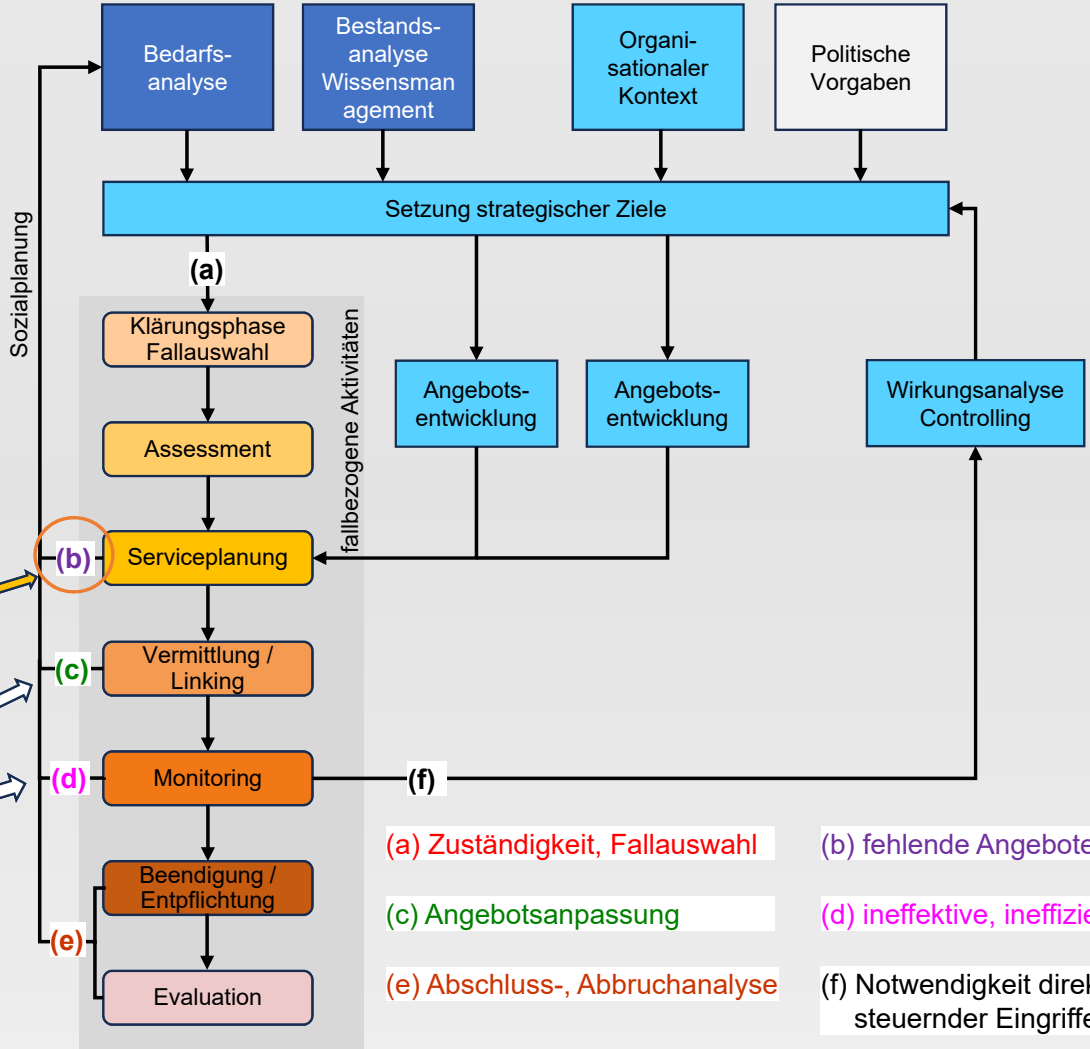 Bedarfs-
analyse
Bestands-
analyse
Wissensman
agement
Organi-
sationaler
Kontext
Politische
Vorgaben
Setzung strategischer Ziele
Sozialplanung
(a)
Klärungsphase
Fallauswahl
fallbezogene Aktivitäten
Angebots-
entwicklung
Angebots-
entwicklung
Wirkungsanalyse
Controlling
Assessment
(b)
Serviceplanung
(c)
Vermittlung /
Linking
(d)
Monitoring
(f)
Beendigung /
Entpflichtung
(e)
Evaluation
(a) Zuständigkeit, Fallauswahl
(b) fehlende Angebote
(c) Angebotsanpassung
(d) ineffektive, ineffizie
(e) Abschluss-, Abbruchanalyse
(f) Notwendigkeit direk
steuernder Eingriffe